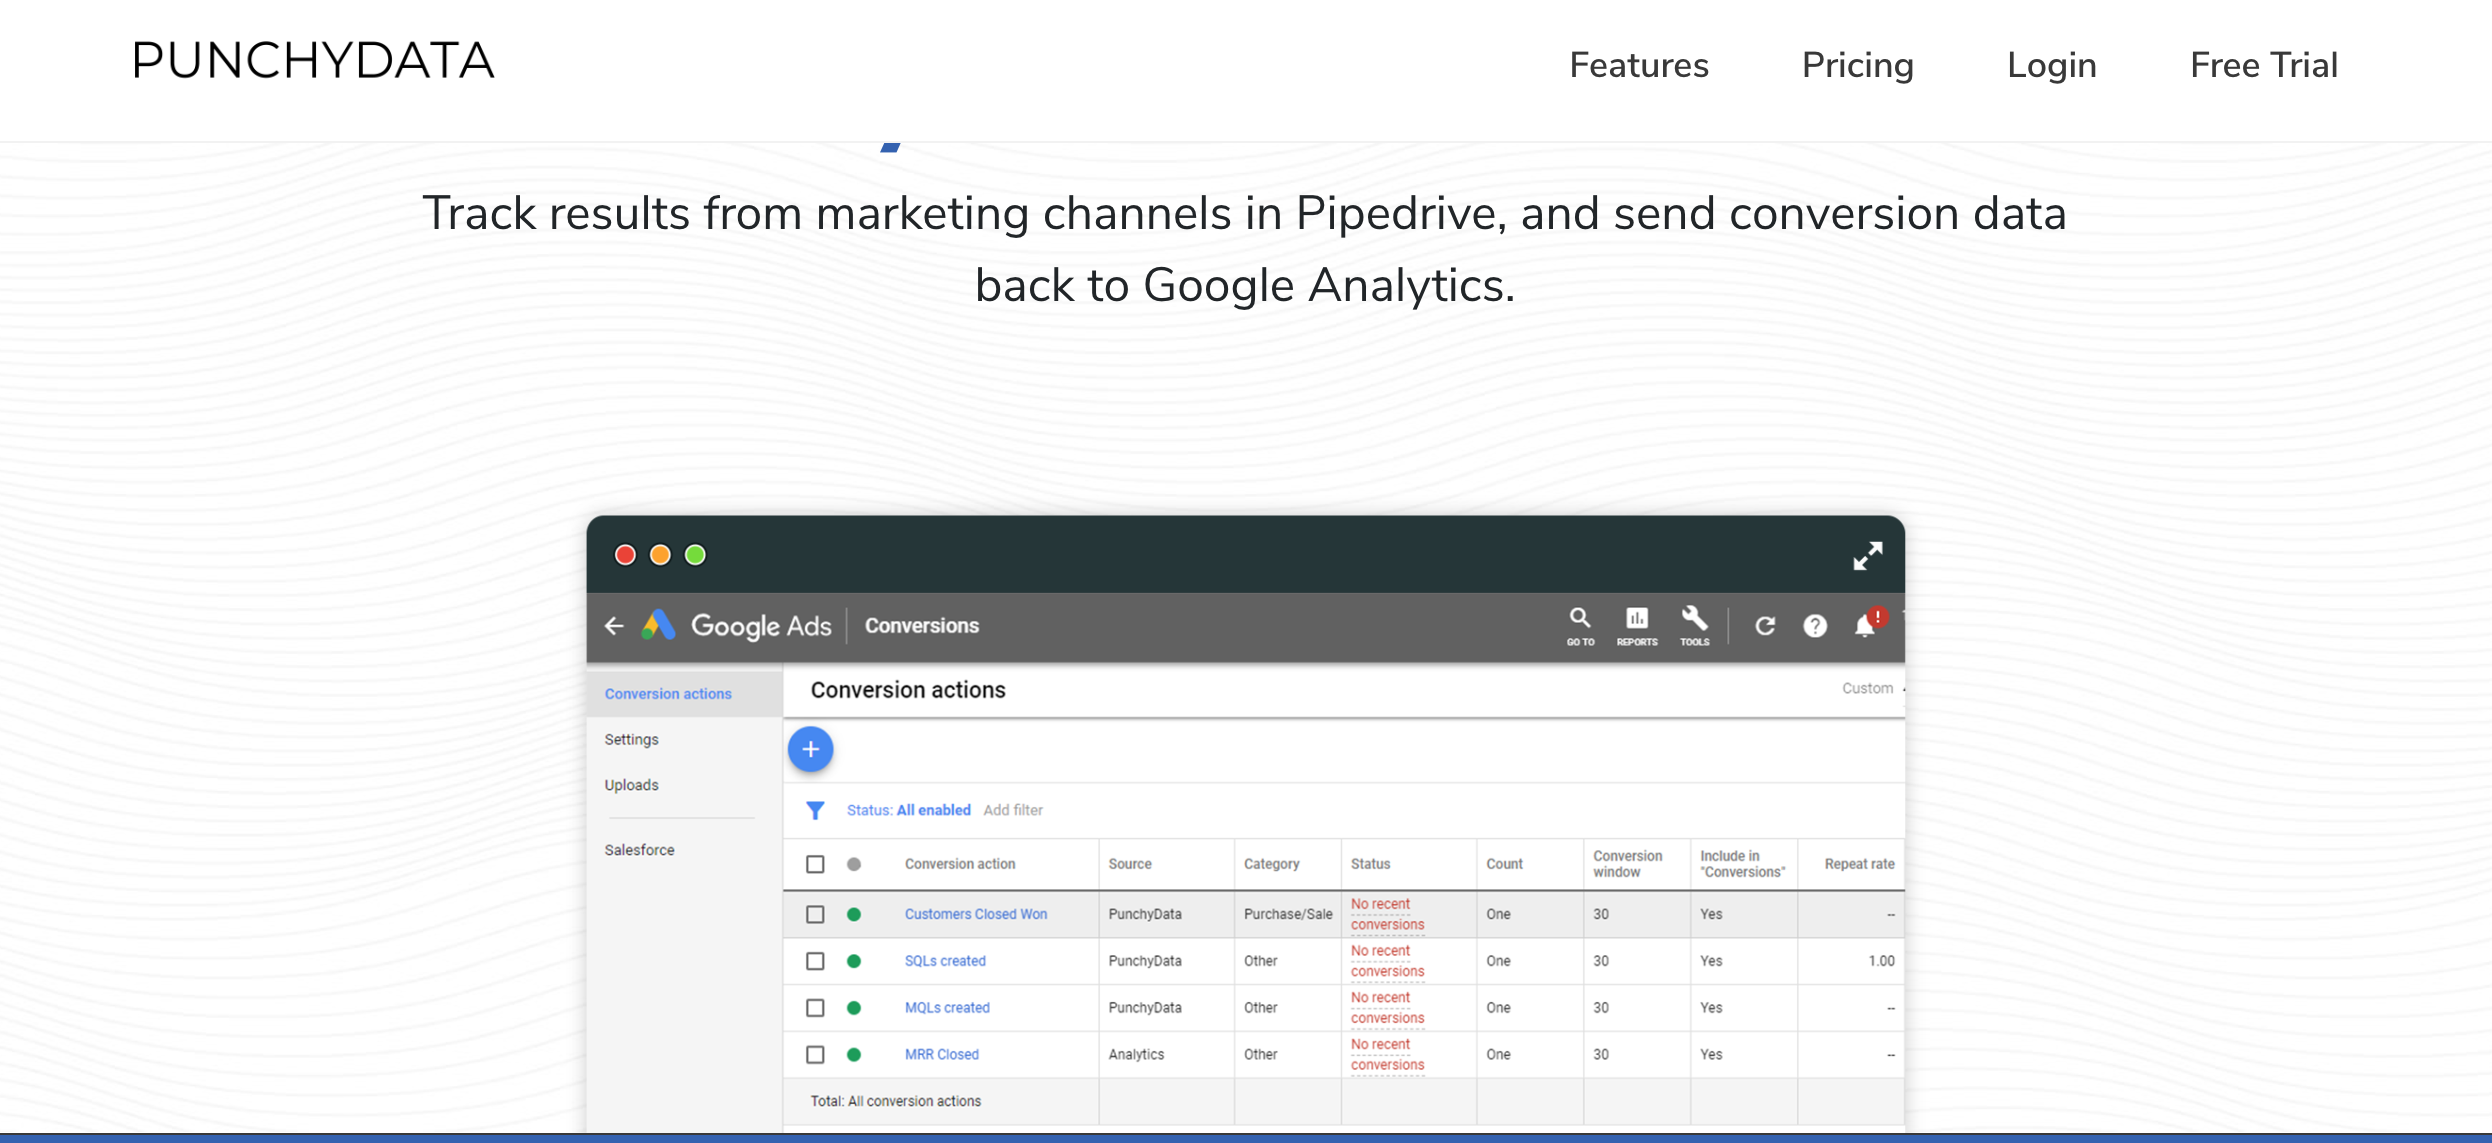 PUNCHYDATA
Features Pricing Login Free Trial
Track results from marketing channels in Pipedrive, and send conversion data
back to Google Analytics.
Google Ads Conversions
GO TO REPORTS TOOLS
!
Conversion actions
Settings
Uploads
Salesforce
Conversion actions
Custom
Status: All enabled Add filter
Conversion action Source Category Status Count Conversion window Include in "Conversions" Repeat rate
Customers Closed Won PunchyData Purchase/Sale No recent conversions One 30 Yes --
SQLs created PunchyData Other No recent conversions One 30 Yes 1.00
MQLs created PunchyData Other No recent conversions One 30 Yes --
MRR Closed Analytics Other No recent conversions One 30 Yes --
Total: All conversion actions